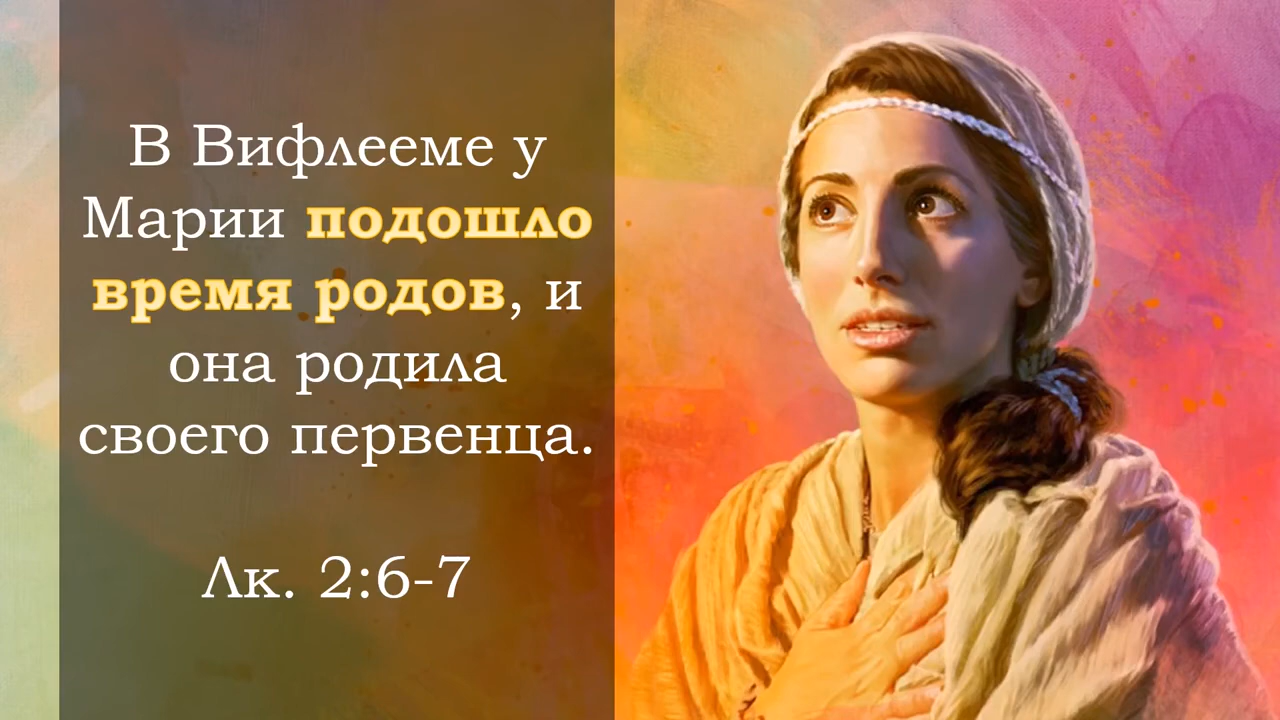 В Вифлееме у
Марии подошло
время родов, и
она родила
своего первенца.
Лк. 2:6-7